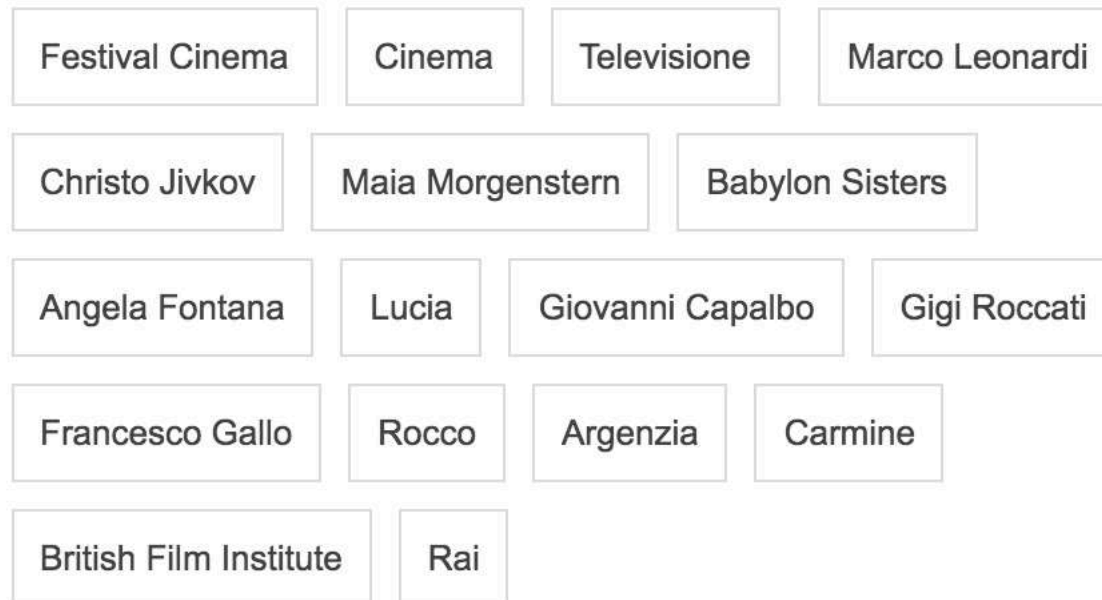 Festival Cinema Cinema Televisione Marco Leonardi
Christo Jivkov Maia Morgenstern Babylon Sisters
Angela Fontana Lucia Giovanni Capalbo Gigi Roccati
Francesco Gallo Rocco Argenzia Carmine
British Film Institute Rai